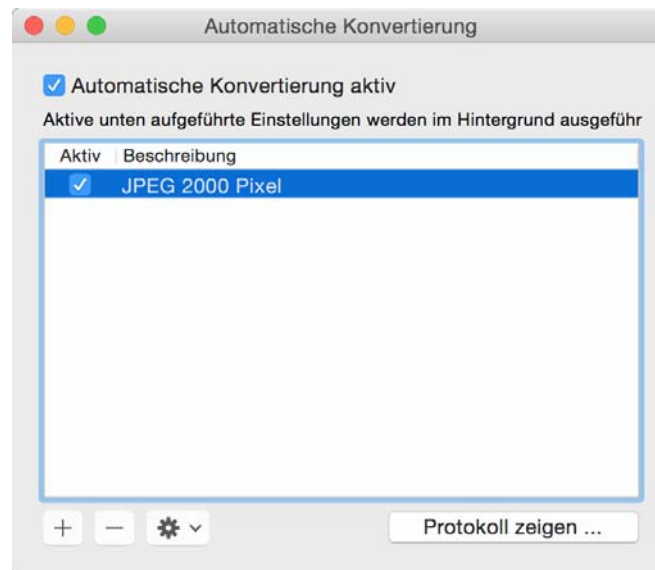 Automatische Konvertierung
Automatische Konvertierung aktiv
Aktive unten aufgeführte Einstellungen werden im Hintergrund ausgeführ
Aktiv Beschreibung
JPEG 2000 Pixel
Protokoll zeigen ...